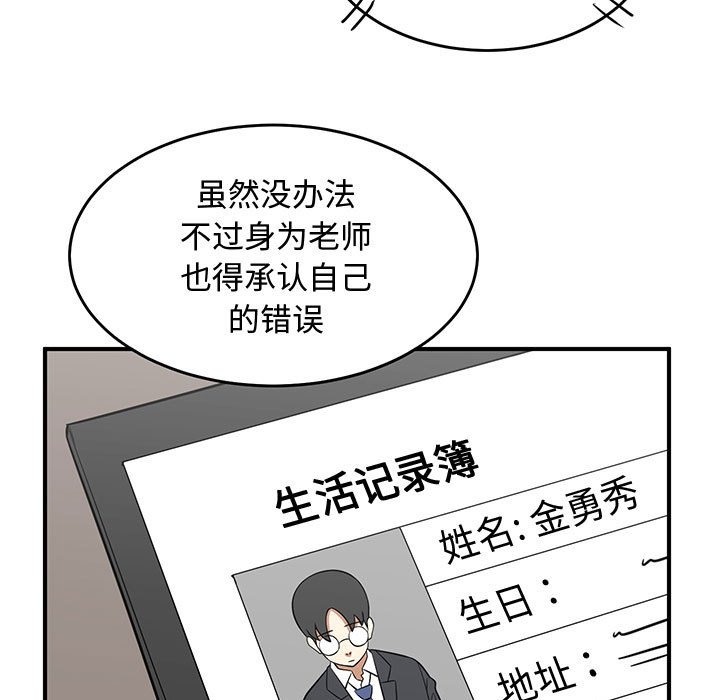 虽然没办法
不过身为老师
也得承认自己
的错误
生活记录簿
姓名:金勇秀
生日：
地址：